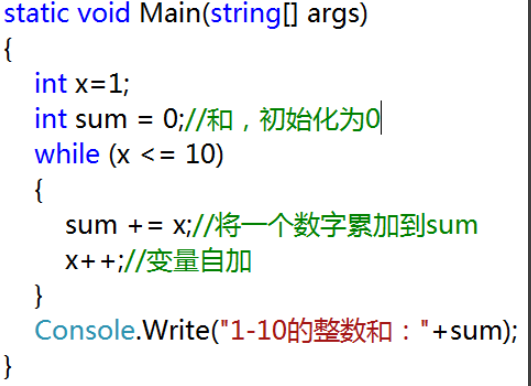 static void Main(string[] args)
{
int x=1;
int sum = 0;//和，初始化为0
while (x <= 10)
{
sum += x;//将一个数字累加到sum
x++;//变量自加
}
Console.Write("1-10的整数和："+sum);
}